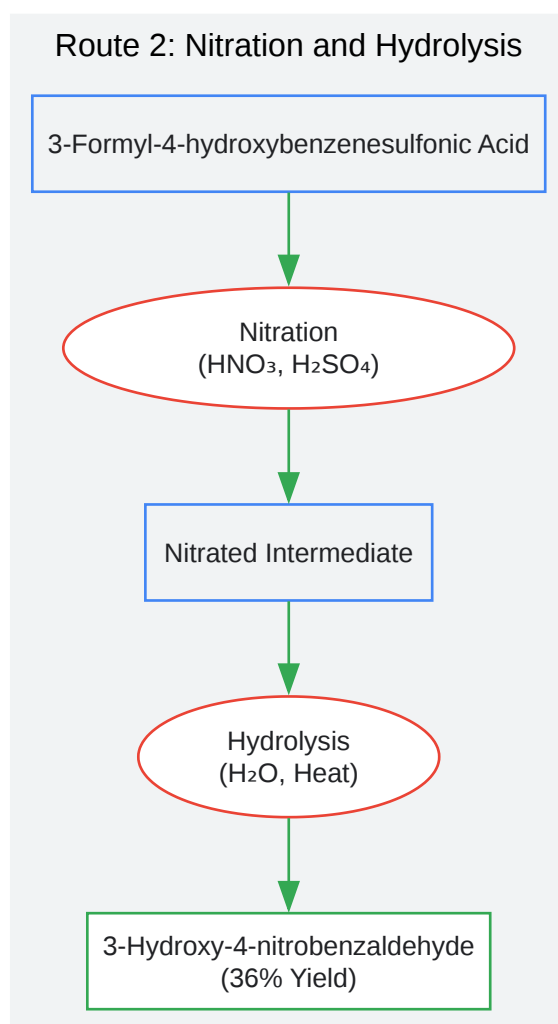 Route 2: Nitration and Hydrolysis
3-Formyl-4-hydroxybenzenesulfonic Acid
Nitration
(HNO₃, H₂SO₄)
Nitrated Intermediate
Hydrolysis
(H₂O, Heat)
3-Hydroxy-4-nitrobenzaldehyde
(36% Yield)